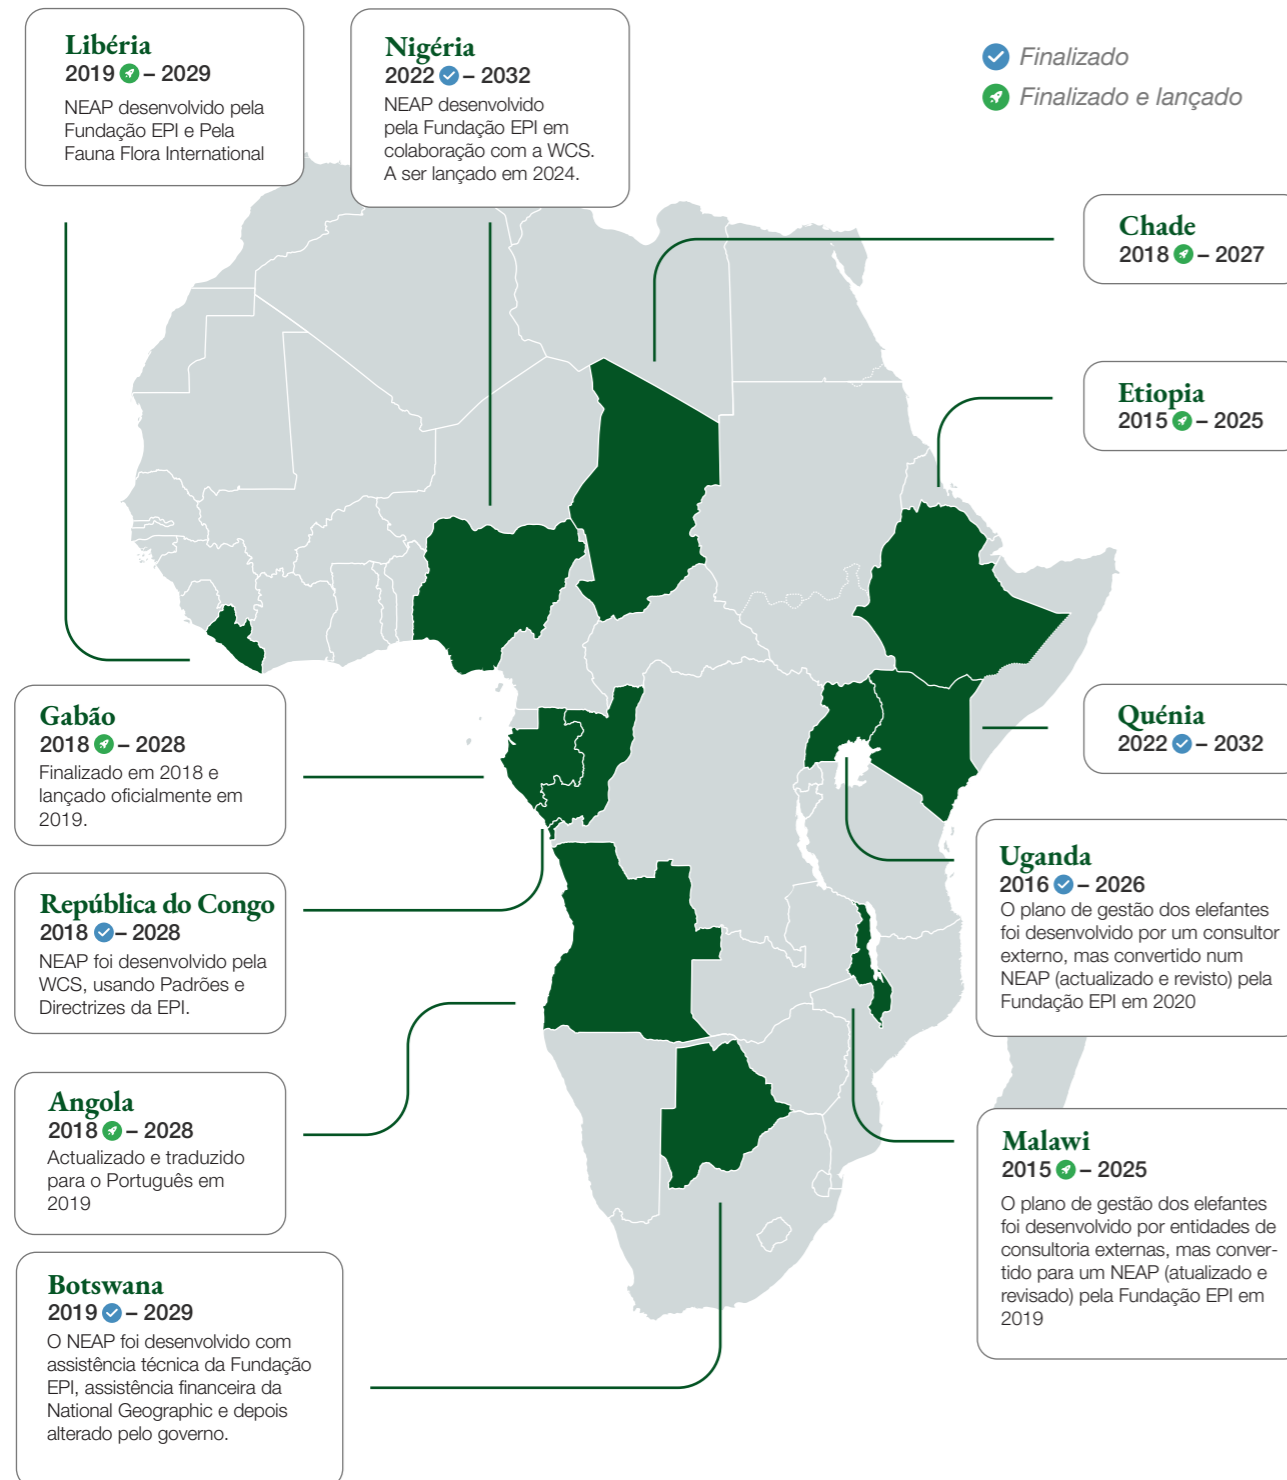 Libéria
2019 – 2029
NEAP desenvolvido pela
Fundação EPI e Pela
Fauna Flora International
Nigéria
2022 – 2032
NEAP desenvolvido
pela Fundação EPI em
colaboração com a WCS.
A ser lançado em 2024.
Finalizado
Finalizado e lançado
Chade
2018 – 2027
Etiopia
2015 – 2025
Gabão
2018 – 2028
Finalizado em 2018 e
lançado oficialmente em
2019.
Quénia
2022 – 2032
República do Congo
2018 – 2028
NEAP foi desenvolvido pela
WCS, usando Padrões e
Directrizes da EPI.
Uganda
2016 – 2026
O plano de gestão dos elefantes
foi desenvolvido por um consultor
externo, mas convertido num
NEAP (actualizado e revisto) pela
Fundação EPI em 2020
Angola
2018 – 2028
Actualizado e traduzido
para o Português em
2019
Malawi
2015 – 2025
O plano de gestão dos elefantes
foi desenvolvido por entidades de
consultoria externas, mas conver-
tido para um NEAP (atualizado e
revisado) pela Fundação EPI em
2019
Botswana
2019 – 2029
O NEAP foi desenvolvido com
assistência técnica da Fundação
EPI, assistência financeira da
National Geographic e depois
alterado pelo governo.